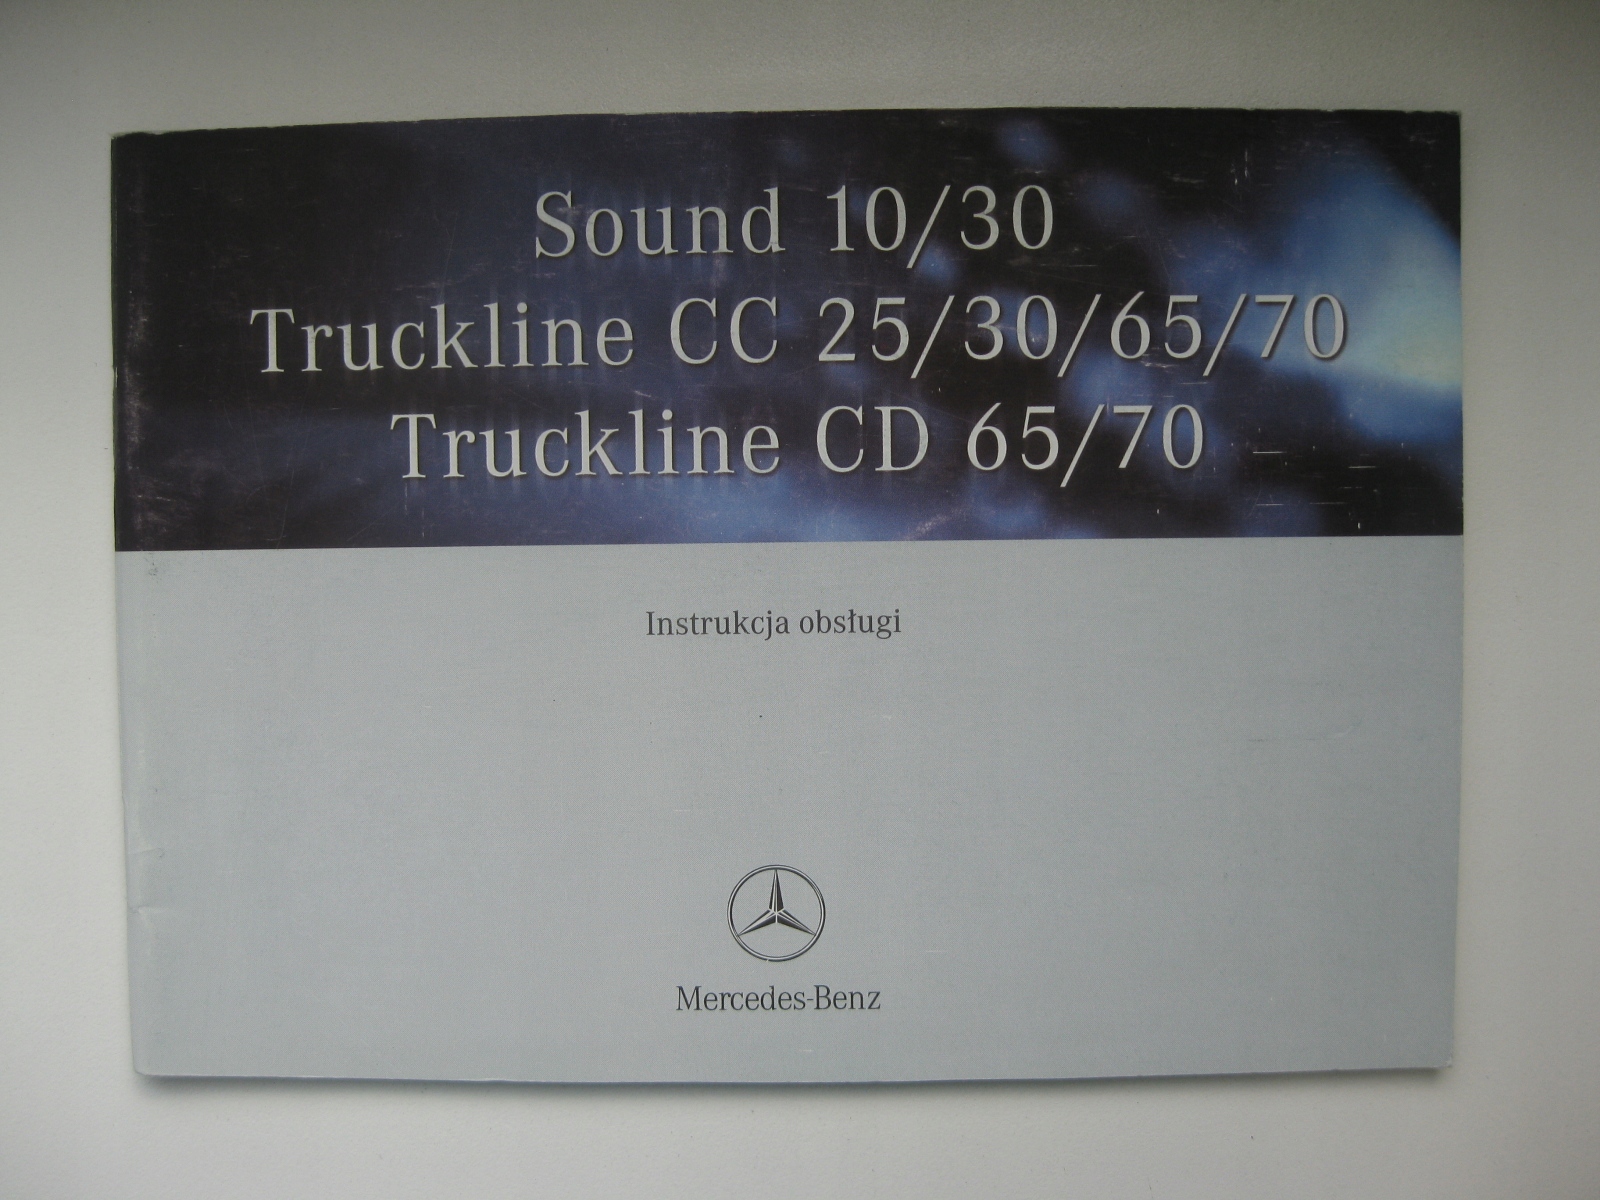 Sound 10/30
Truckline CC 25/30/65/70
Truckline CD 65/70
Instrukcja obsługi
Mercedes-Benz